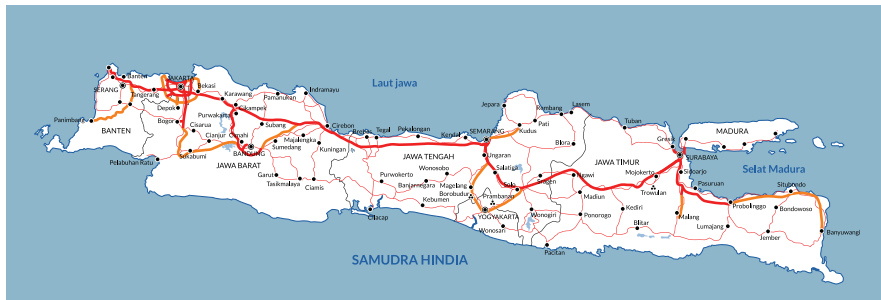 Laut jawa
Banten
JAKARTA
SERANG
Tangerang
Bekasi
Karawang
Cikampek
Pamanukan
Indramayu
Panimbang
BANTEN
Depok
Bogor
Purwakarta
Subang
Cirebon
Cisarua
Cianjur
Cimahi
BANDUNG
Sumedang
Majalengka
Kuningan
Sukabumi
Pelabuhan Ratu
JAWA BARAT
Garut
Tasikmalaya
Ciamis
Brebes
Tegal
Pekalongan
Kendal
SEMARANG
Jepara
Kudus
Pati
Rembang
Lasem
Blora
Tuban
JAWA TENGAH
Ungaran
Salatiga
Wonosobo
Purwokerto
Banjarnegara
Magelang
Borobudur
Kebumen
Cilacap
Prambanan
Solo
Sragen
YOGYAKARTA
Wonosari
Wonogiri
Pacitan
Ngawi
Madiun
Ponorogo
JAWA TIMUR
Gresik
MADURA
SURABAYA
Mojokerto
Trowulan
Sidoarjo
Pasuruan
Selat Madura
Kediri
Blitar
Malang
Probolinggo
Situbondo
Bondowoso
Lumajang
Jember
Banyuwangi
SAMUDRA HINDIA